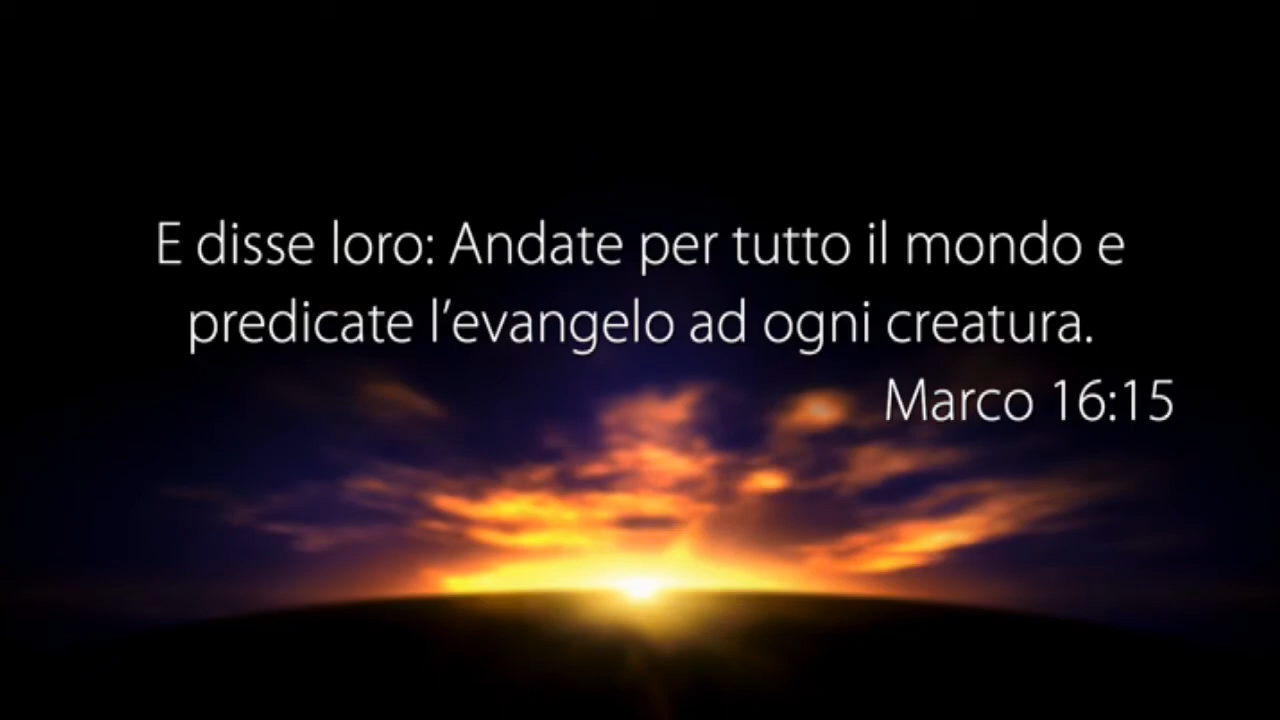 E disse loro: Andate per tutto il mondo e
predicate l’evangelo ad ogni creatura.
Marco 16:15